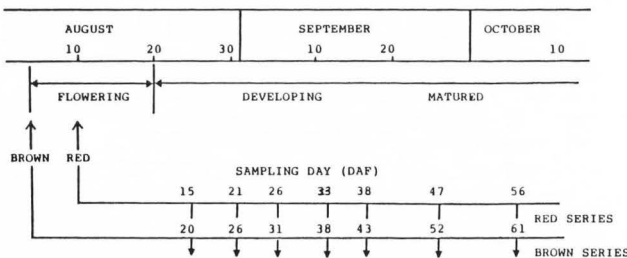 AUGUST SEPTEMBER OCTOBER
10 20 30 10 20 10
FLOWERING DEVELOPING MATURED
BROWN RED
SAMPLING DAY (DAF)
15 21 26 33 38 47 56
RED SERIES
20 26 31 38 43 52 61
BROWN SERIES